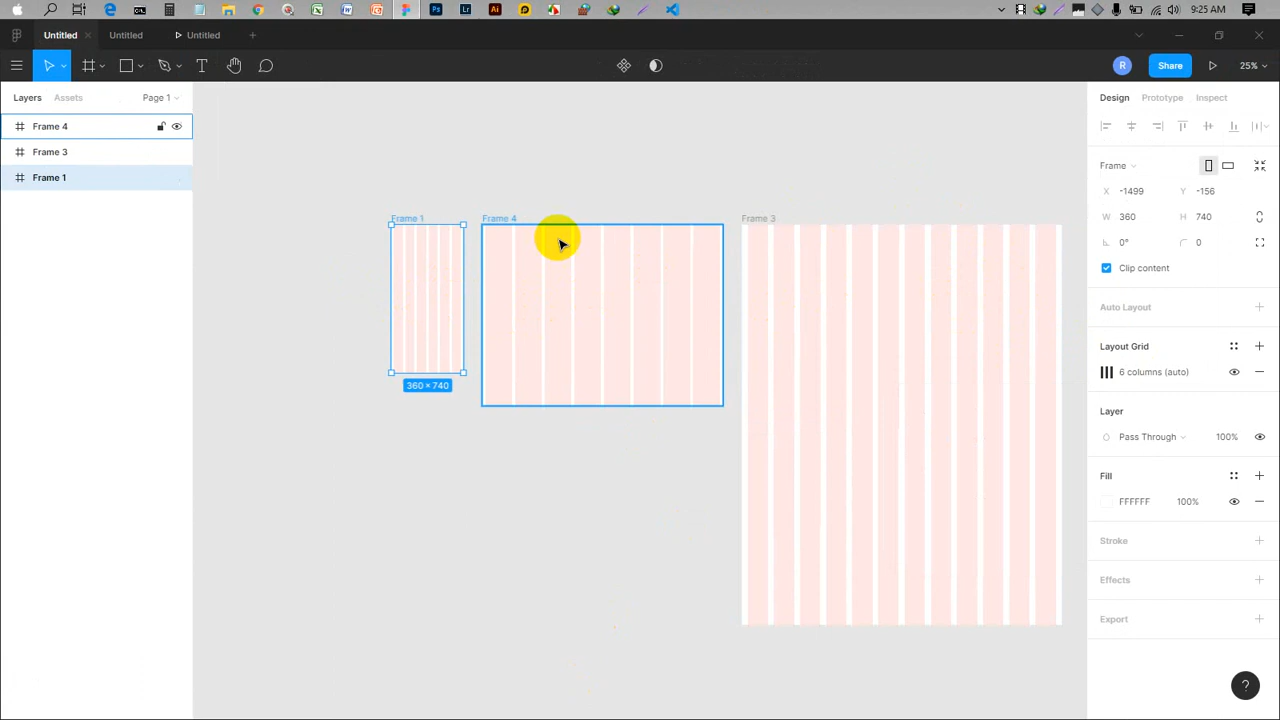 9:25 AM
Untitled
Untitled
Untitled
R
Share
25%
Layers
Assets
Page 1
Design
Prototype
Inspect
Frame 4
Frame 3
Frame 1
Frame
X -1499 Y -156
W 360 H 740
0° 0
Clip content
Auto Layout
Layout Grid
6 columns (auto)
Layer
Pass Through 100%
Fill
FFFFFF 100%
Stroke
Effects
Export
Frame 1
Frame 4
Frame 3
360 × 740
?